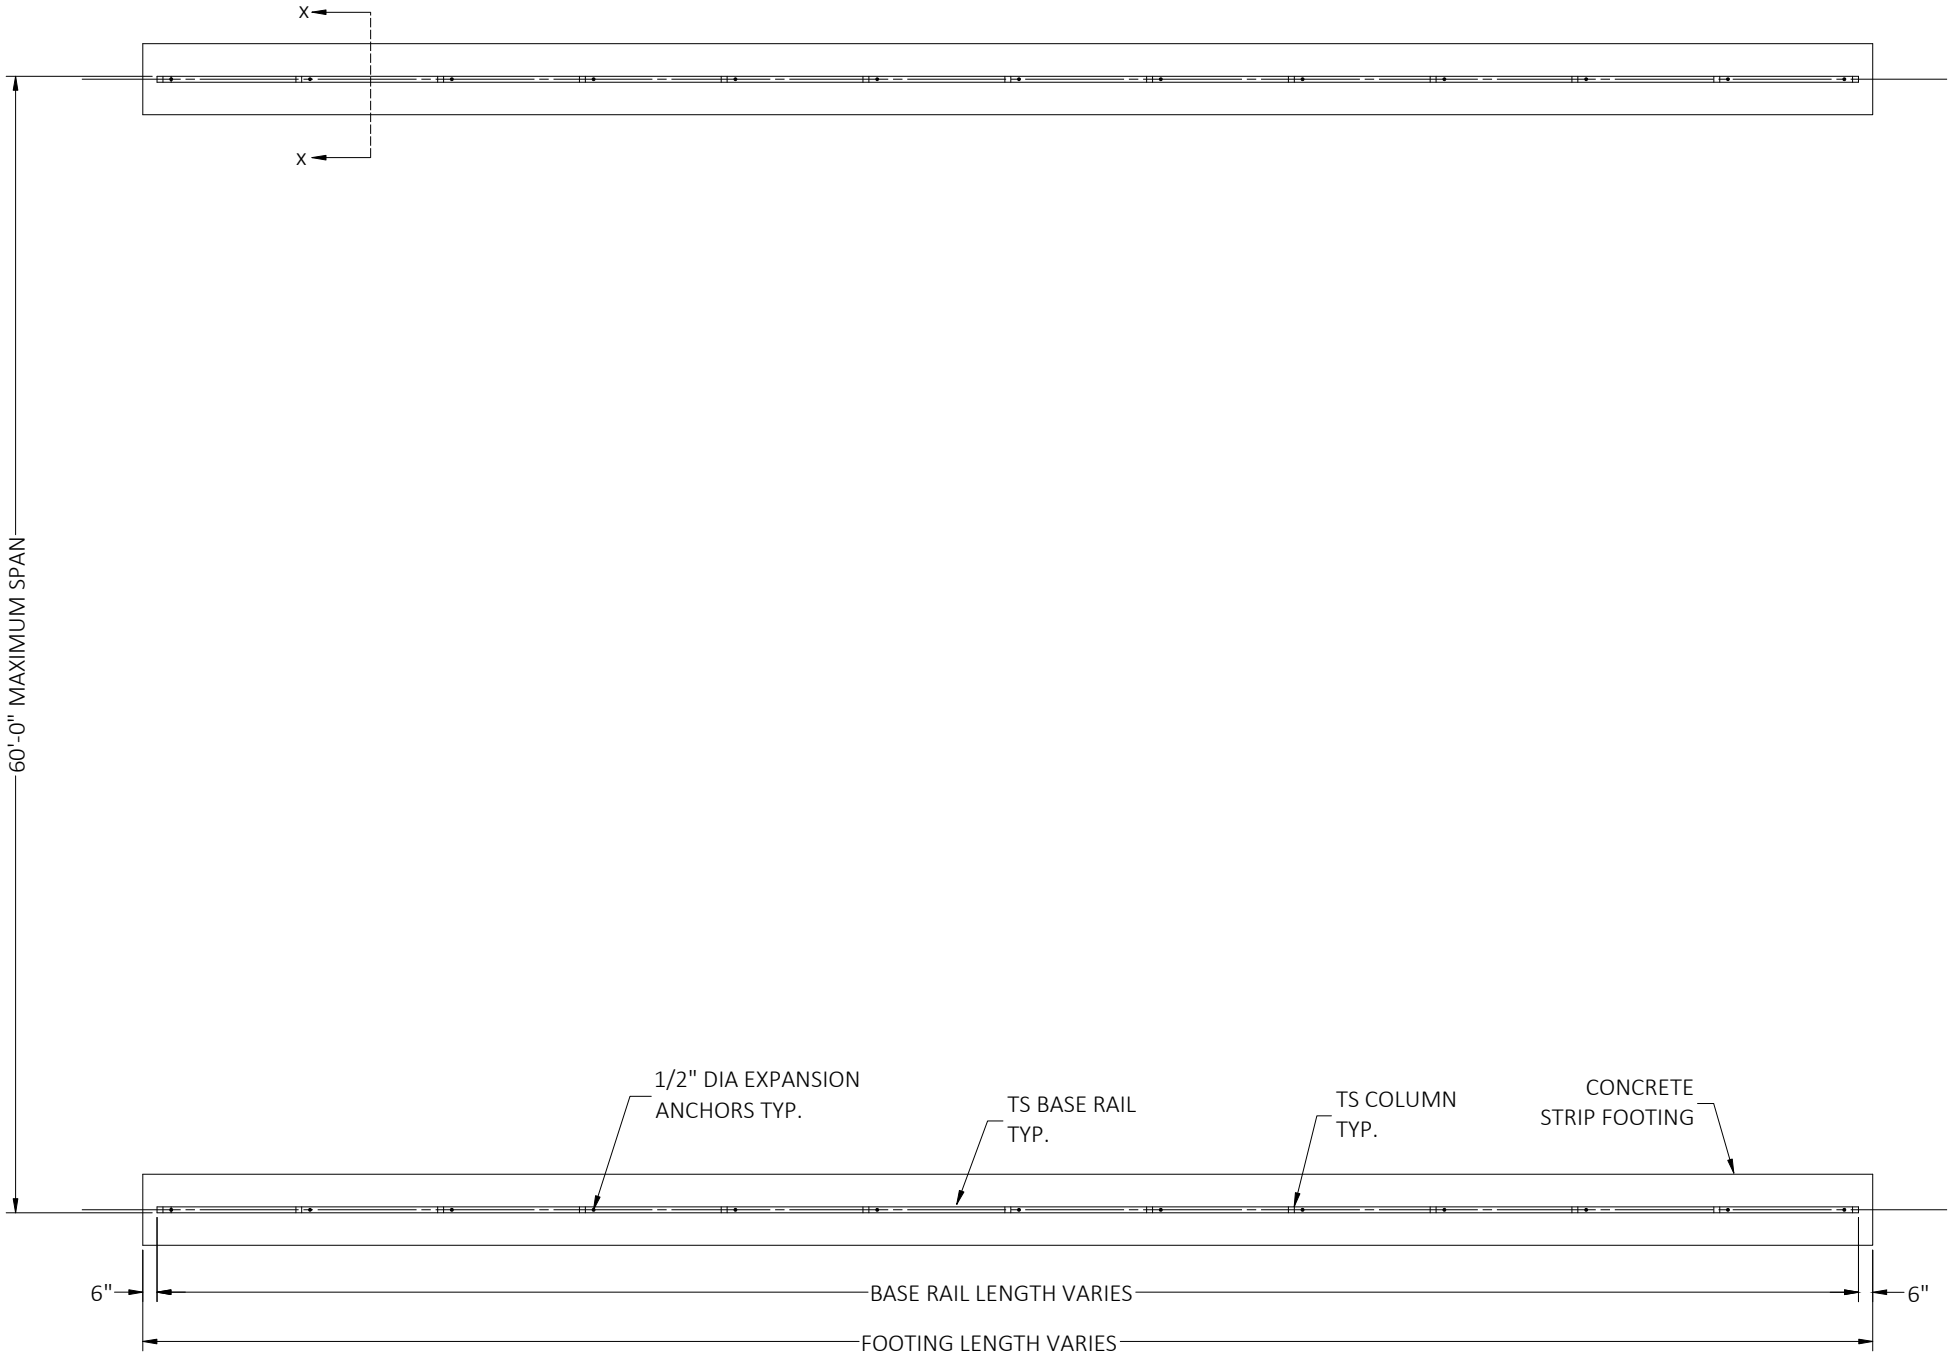 X
X
60'-0" MAXIMUM SPAN
1/2" DIA EXPANSION
ANCHORS TYP.
TS BASE RAIL
TYP.
TS COLUMN
TYP.
CONCRETE
STRIP FOOTING
6"
BASE RAIL LENGTH VARIES
6"
FOOTING LENGTH VARIES